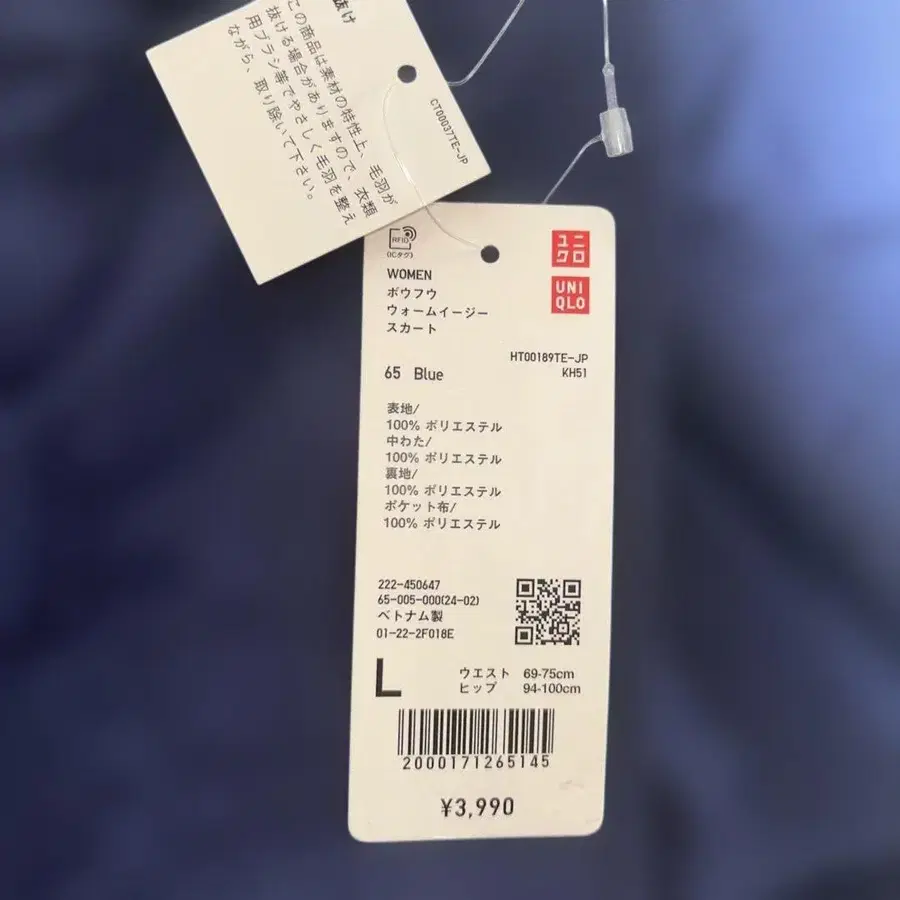 抜け
この商品は素材の特性上、毛羽が
抜ける場合がありますので、衣類
用ブラシ等でやさしく毛羽を整え
ながら、取り除いて下さい。
CT00037TE-JP
RFID
(ICタグ)
ユニ
クロ
UNI
QLO
WOMEN
ボウフウ
ウォームイージー
スカート
HT00189TE-JP
KH51
65 Blue
表地/
100% ポリエステル
中わた/
100% ポリエステル
裏地/
100% ポリエステル
ポケット布/
100% ポリエステル
222-450647
65-005-000(24-02)
ベトナム製
01-22-2F018E
L
ウエスト 69-75cm
ヒップ 94-100cm
2000171265145
¥3,990